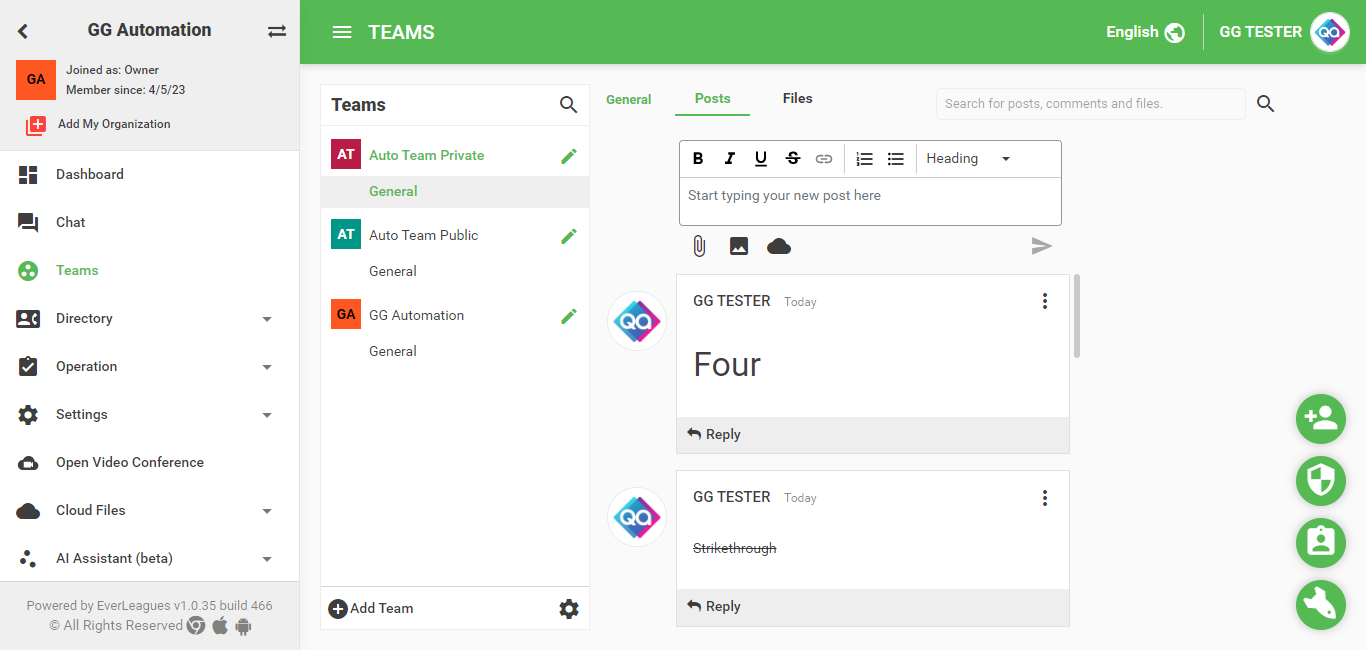 GG Automation
GA
Joined as: Owner
Member since: 4/5/23
Add My Organization
Dashboard
Chat
Teams
Directory
Operation
Settings
Open Video Conference
Cloud Files
AI Assistant (beta)
Powered by EverLeagues v1.0.35 build 466
© All Rights Reserved
TEAMS
English
GG TESTER
QA
Teams
AT Auto Team Private
General
AT Auto Team Public
General
GA GG Automation
General
Add Team
General
Posts
Files
Search for posts, comments and files.
B I U S
Heading
Start typing your new post here
QA
GG TESTER Today
Four
Reply
QA
GG TESTER Today
Strikethrough
Reply